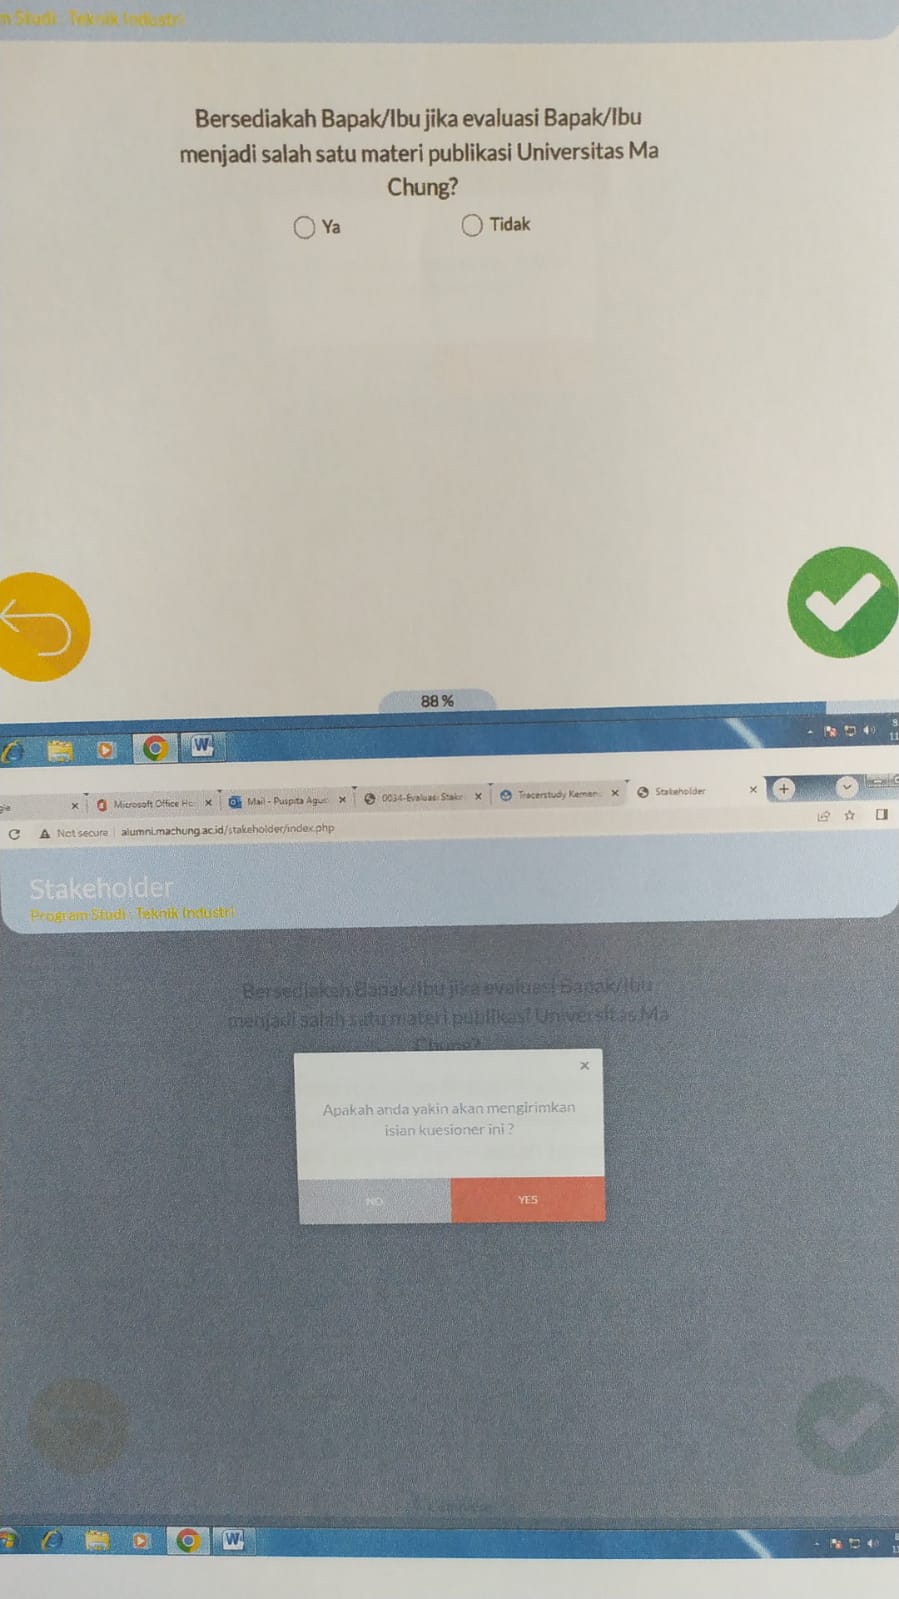 Studi : Teknik Industri
Bersediakah Bapak/Ibu jika evaluasi Bapak/Ibu
menjadi salah satu materi publikasi Universitas Ma
Chung?
Ya Tidak
88 %
W
Microsoft Office Ho
Mail - Puspita Agus
0034-Evaluasi Stake
Tracerstudy Kemen
Stakeholder
Not secure alumni.machung.ac.id/stakeholder/index.php
Stakeholder
Program Studi : Teknik Industri
Bersediakah Bapak/Ibu jika evaluasi Bapak/Ibu
menjadi salah satu materi publikasi Universitas Ma
Chung?
Apakah anda yakin akan mengirimkan
isian kuesioner ini ?
NO YES
W